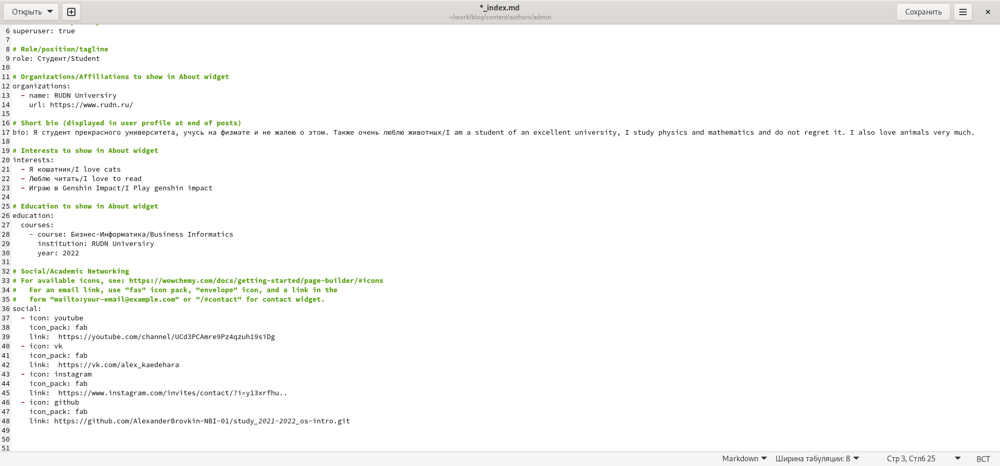 Открыть
*_index.md
~/work/blog/content/authors/admin
Сохранить
6 superuser: true
7
8 # Role/position/tagline
9 role: Студент/Student
10
11 # Organizations/Affiliations to show in About widget
12 organizations:
13   - name: RUDN Universiry
14     url: https://www.rudn.ru/
15
16 # Short bio (displayed in user profile at end of posts)
17 bio: Я студент прекрасного университета, учусь на физмате и не жалею о этом. Также очень люблю животных/I am a student of an excellent university, I study physics and mathematics and do not regret it. I also love animals very much.
18
19 # Interests to show in About widget
20 interests:
21   - Я кошатник/I love cats
22   - Люблю читать/I love to read
23   - Играю в Genshin Impact/I Play genshin impact
24
25 # Education to show in About widget
26 education:
27   courses:
28     - course: Бизнес-Информатика/Business Informatics
29       institution: RUDN Universiry
30       year: 2022
31
32 # Social/Academic Networking
33 # For available icons, see: https://wowchemy.com/docs/getting-started/page-builder/#icons
34 #   For an email link, use "fas" icon pack, "envelope" icon, and a link in the
35 #   form "mailto:your-email@example.com" or "/#contact" for contact widget.
36 social:
37   - icon: youtube
38     icon_pack: fab
39     link:  https://youtube.com/channel/UCd3PCAmre9Pz4qzuh19siDg
40   - icon: vk
41     icon_pack: fab
42     link:  https://vk.com/alex_kaedehara
43   - icon: instagram
44     icon_pack: fab
45     link:  https://www.instagram.com/invites/contact/?i=y13xrfhu..
46   - icon: github
47     icon_pack: fab
48     link: https://github.com/AlexanderBrovkin-NBI-01/study_2021-2022_os-intro.git
49
50
51
Markdown
Ширина табуляции: 8
Стр 3, Стлб 25
ВСТ